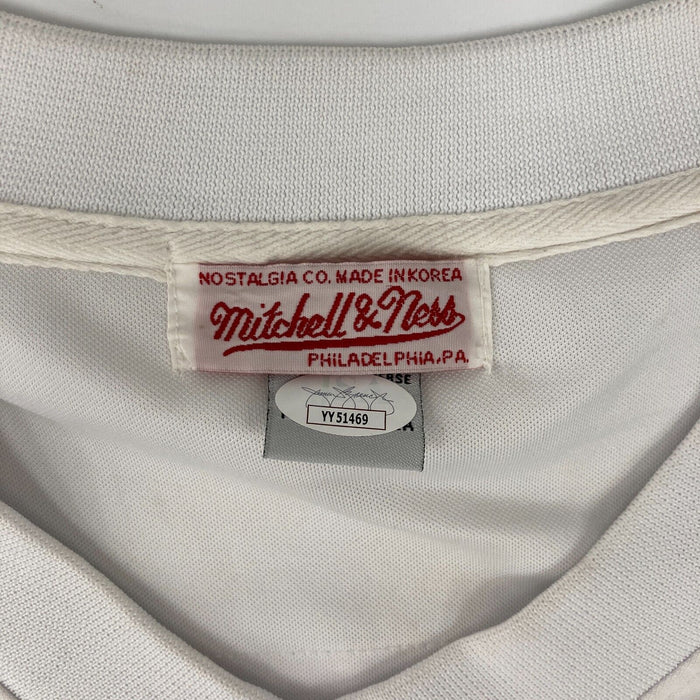 NOSTALGIA CO. MADE IN KOREA
Mitchell & Ness
PHILADELPHIA, PA.
YY51469